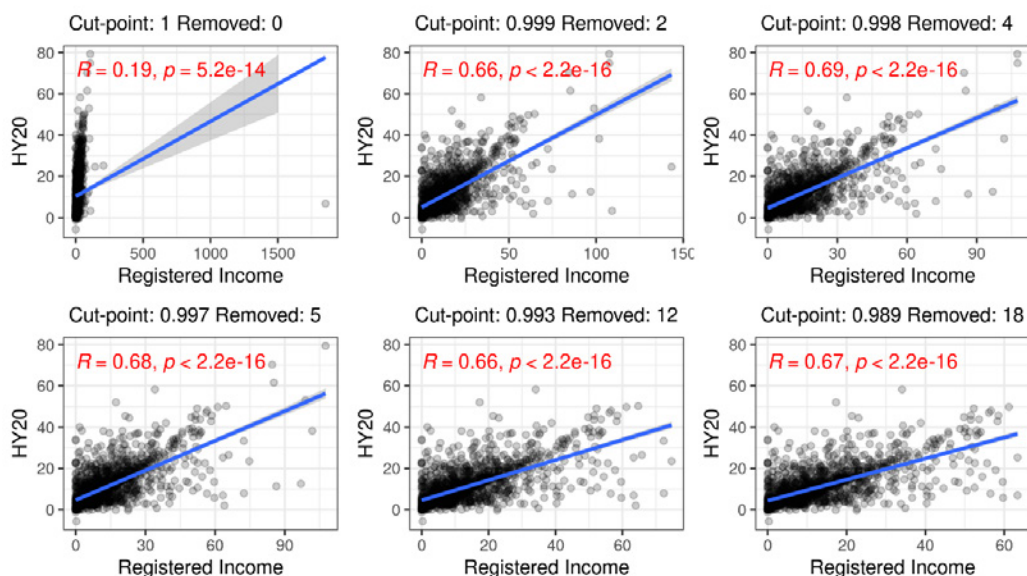 Cut-point: 1 Removed: 0
R = 0.19, p = 5.2e-14
80
60
40
20
0
HY20
0 500 1000 1500
Registered Income
Cut-point: 0.999 Removed: 2
R = 0.66, p < 2.2e-16
80
60
40
20
0
HY20
0 50 100 150
Registered Income
Cut-point: 0.998 Removed: 4
R = 0.69, p < 2.2e-16
80
60
40
20
0
HY20
0 30 60 90
Registered Income
Cut-point: 0.997 Removed: 5
R = 0.68, p < 2.2e-16
80
60
40
20
0
HY20
0 30 60 90
Registered Income
Cut-point: 0.993 Removed: 12
R = 0.66, p < 2.2e-16
80
60
40
20
0
HY20
0 20 40 60
Registered Income
Cut-point: 0.989 Removed: 18
R = 0.67, p < 2.2e-16
80
60
40
20
0
HY20
0 20 40 60
Registered Income